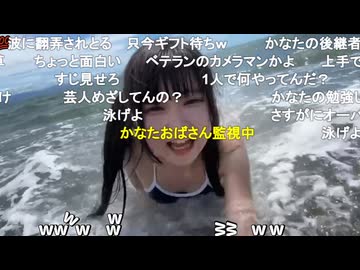 波に翻弄されとる 只今ギフト待ちw かなたの後継者
ちょっと面白い ベテランのカメラマンかよ 上手で
すじ見せろ 1人で何やってんだ？
け 芸人めざしてんの？ かなたの勉強し
泳げよ さすがにオーバ
かなたおばさん監視中 泳げよ
w w
ww w w www w w